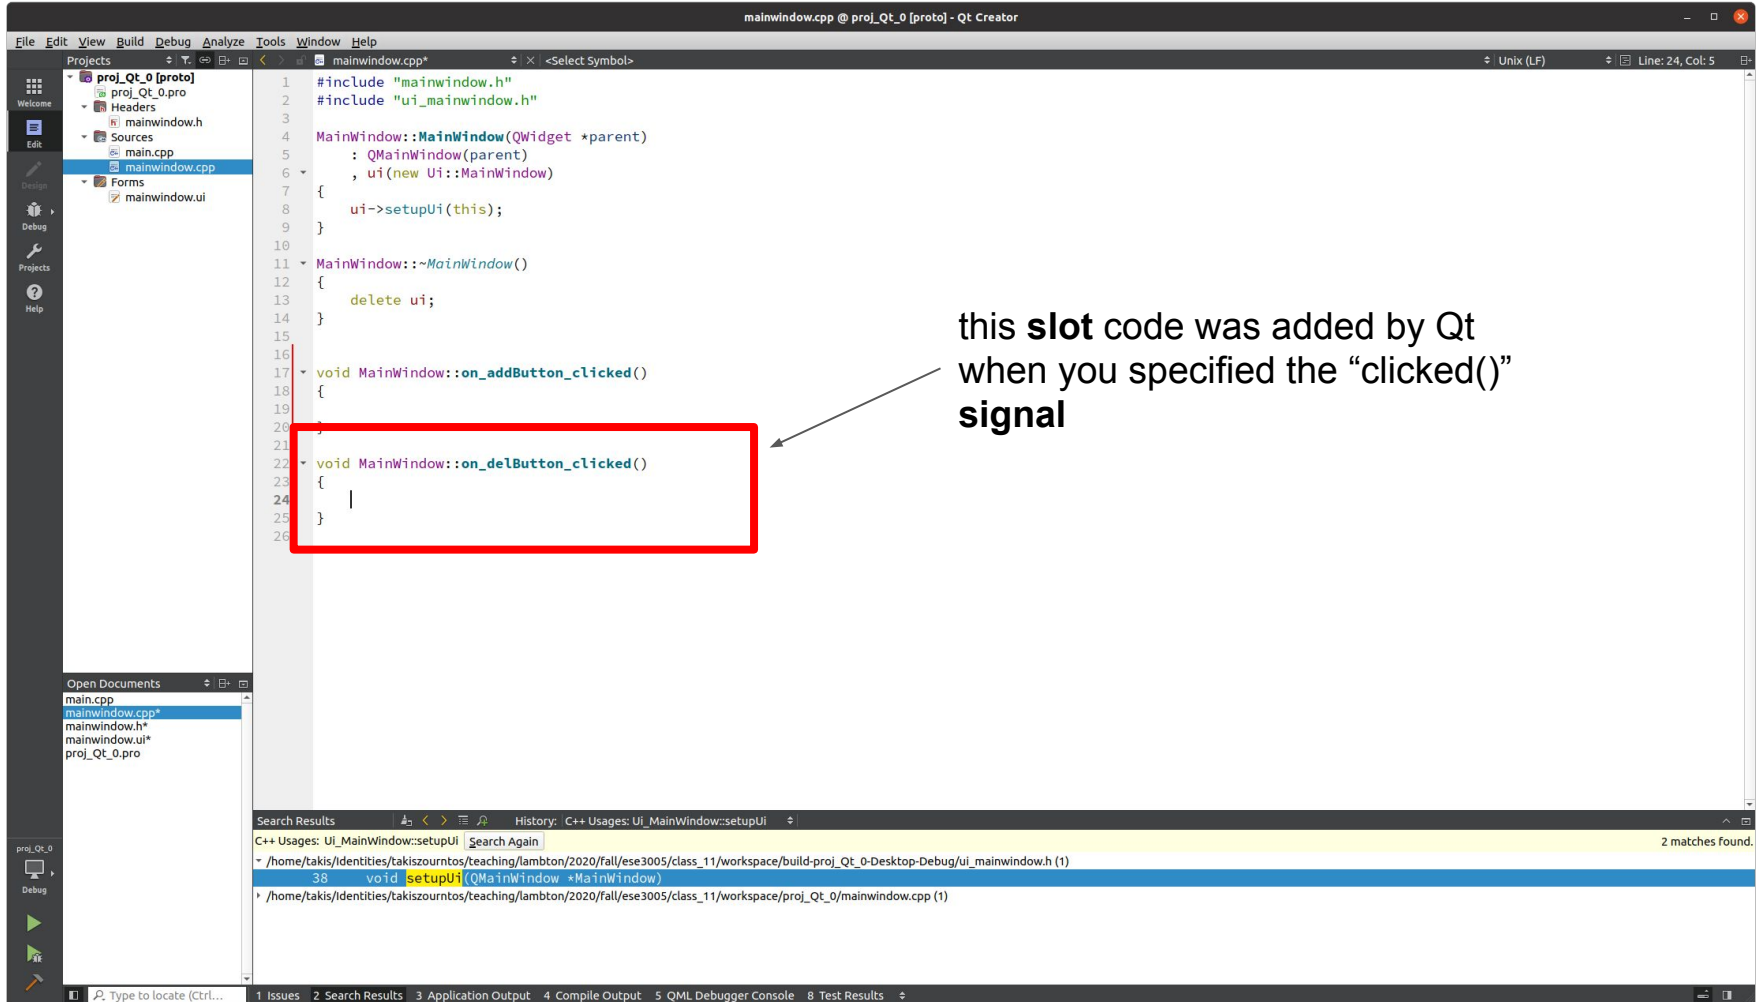 mainwindow.cpp @ proj_Qt_0 [proto] - Qt Creator
File Edit View Build Debug Analyze Tools Window Help
Projects
mainwindow.cpp*
<Select Symbol>
Unix (LF)
Line: 24, Col: 5
Welcome
Edit
Design
Debug
Projects
Help
proj_Qt_0 [proto]
proj_Qt_0.pro
Headers
mainwindow.h
Sources
main.cpp
mainwindow.cpp
Forms
mainwindow.ui
1 #include "mainwindow.h"
2 #include "ui_mainwindow.h"
3
4 MainWindow::MainWindow(QWidget *parent)
5 : QMainWindow(parent)
6 , ui(new Ui::MainWindow)
7 {
8 ui->setupUi(this);
9 }
10
11 MainWindow::~MainWindow()
12 {
13 delete ui;
14 }
15
16
17 void MainWindow::on_addButton_clicked()
18 {
19
20 }
21
22 void MainWindow::on_delButton_clicked()
23 {
24
25 }
26
this slot code was added by Qt
when you specified the “clicked()”
signal
Open Documents
main.cpp
mainwindow.cpp*
mainwindow.h*
mainwindow.ui*
proj_Qt_0.pro
Search Results
History: C++ Usages: Ui_MainWindow::setupUi
C++ Usages: Ui_MainWindow::setupUi Search Again
2 matches found.
/home/takis/Identities/takiszourntos/teaching/lambton/2020/fall/ese3005/class_11/workspace/build-proj_Qt_0-Desktop-Debug/ui_mainwindow.h (1)
38 void setupUi(QMainWindow *MainWindow)
/home/takis/Identities/takiszourntos/teaching/lambton/2020/fall/ese3005/class_11/workspace/proj_Qt_0/mainwindow.cpp (1)
proj_Qt_0
Debug
Type to locate (Ctrl...
1 Issues 2 Search Results 3 Application Output 4 Compile Output 5 QML Debugger Console 8 Test Results